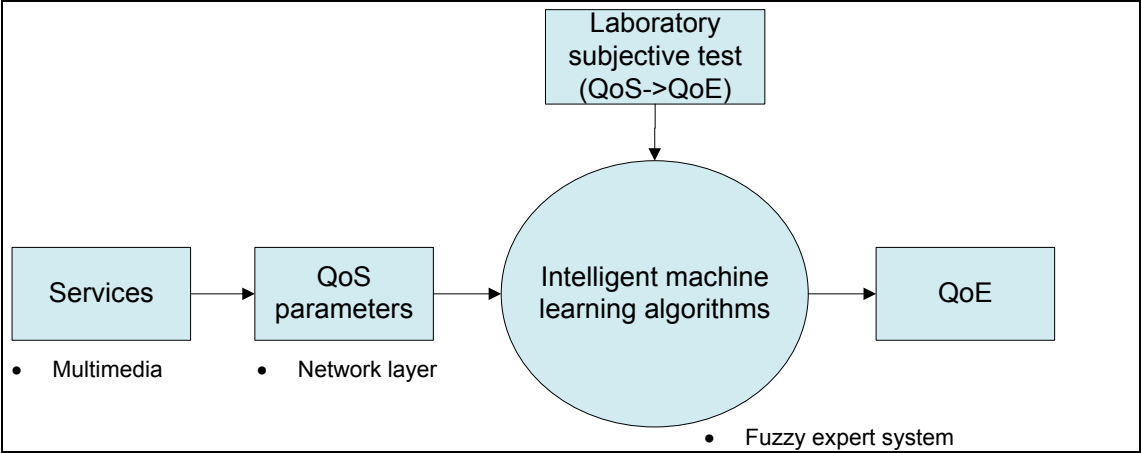 Laboratory
subjective test
(QoS->QoE)
Services
QoS
parameters
Intelligent machine
learning algorithms
QoE
• Multimedia
• Network layer
• Fuzzy expert system